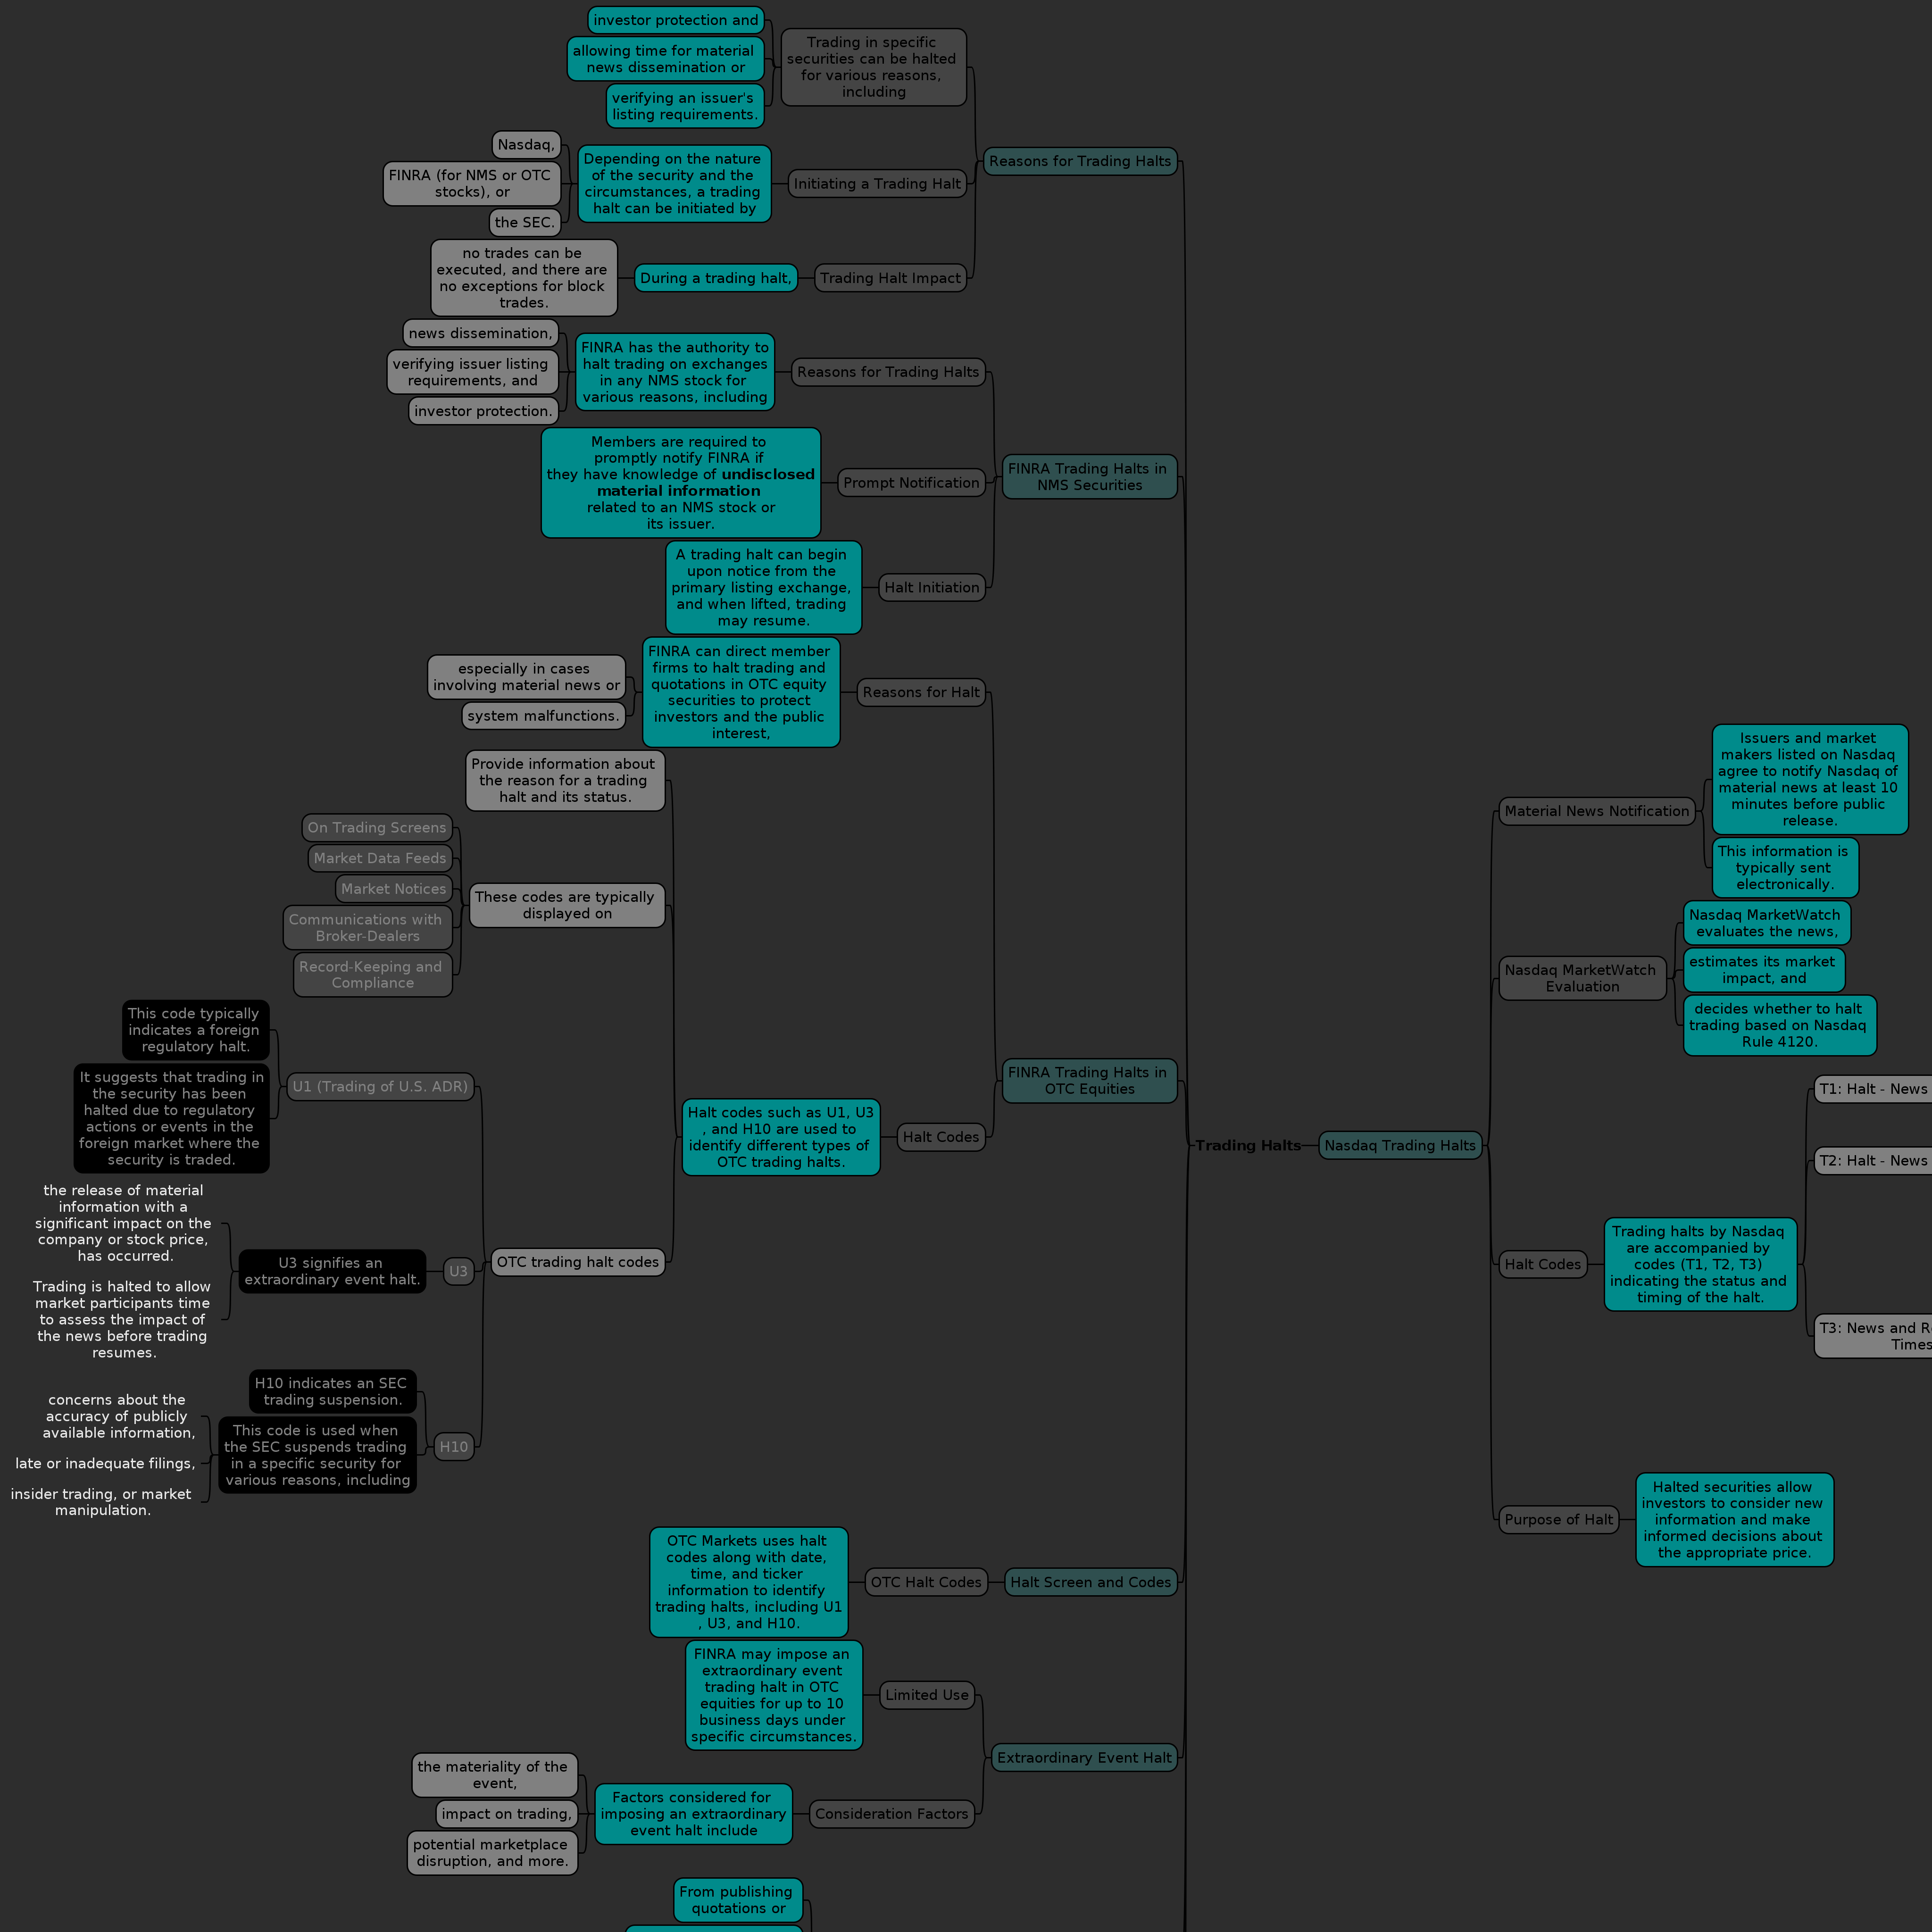 investor protection and
allowing time for material
news dissemination or
verifying an issuer's
listing requirements.
Trading in specific
securities can be halted
for various reasons,
including
Nasdaq,
FINRA (for NMS or OTC
stocks), or
the SEC.
Depending on the nature
of the security and the
circumstances, a trading
halt can be initiated by
Initiating a Trading Halt
Reasons for Trading Halts
no trades can be
executed, and there are
no exceptions for block
trades.
During a trading halt,
Trading Halt Impact
news dissemination,
verifying issuer listing
requirements, and
investor protection.
FINRA has the authority to
halt trading on exchanges
in any NMS stock for
various reasons, including
Reasons for Trading Halts
Members are required to
promptly notify FINRA if
they have knowledge of undisclosed
material information
related to an NMS stock or
its issuer.
Prompt Notification
FINRA Trading Halts in
NMS Securities
A trading halt can begin
upon notice from the
primary listing exchange,
and when lifted, trading
may resume.
Halt Initiation
especially in cases
involving material news or
system malfunctions.
FINRA can direct member
firms to halt trading and
quotations in OTC equity
securities to protect
investors and the public
interest,
Reasons for Halt
Provide information about
the reason for a trading
halt and its status.
On Trading Screens
Market Data Feeds
Market Notices
Communications with
Broker-Dealers
Record-Keeping and
Compliance
These codes are typically
displayed on
This code typically
indicates a foreign
regulatory halt.
It suggests that trading in
the security has been
halted due to regulatory
actions or events in the
foreign market where the
security is traded.
U1 (Trading of U.S. ADR)
Halt codes such as U1, U3
, and H10 are used to
identify different types of
OTC trading halts.
Halt Codes
FINRA Trading Halts in
OTC Equities
the release of material
information with a
significant impact on the
company or stock price,
has occurred.
Trading is halted to allow
market participants time
to assess the impact of
the news before trading
resumes.
U3 signifies an
extraordinary event halt.
U3
OTC trading halt codes
H10 indicates an SEC
trading suspension.
concerns about the
accuracy of publicly
available information,
late or inadequate filings,
insider trading, or market
manipulation.
This code is used when
the SEC suspends trading
in a specific security for
various reasons, including
H10
OTC Markets uses halt
codes along with date,
time, and ticker
information to identify
trading halts, including U1
, U3, and H10.
OTC Halt Codes
Halt Screen and Codes
FINRA may impose an
extraordinary event
trading halt in OTC
equities for up to 10
business days under
specific circumstances.
Limited Use
Extraordinary Event Halt
the materiality of the
event,
impact on trading,
potential marketplace
disruption, and more.
Factors considered for
imposing an extraordinary
event halt include
Consideration Factors
From publishing
quotations or
Trading Halts
Nasdaq Trading Halts
Material News Notification
Issuers and market
makers listed on Nasdaq
agree to notify Nasdaq of
material news at least 10
minutes before public
release.
This information is
typically sent
electronically.
Nasdaq MarketWatch
Evaluation
Nasdaq MarketWatch
evaluates the news,
estimates its market
impact, and
decides whether to halt
trading based on Nasdaq
Rule 4120.
Halt Codes
Trading halts by Nasdaq
are accompanied by
codes (T1, T2, T3)
indicating the status and
timing of the halt.
T1: Halt - News
T2: Halt - News
T3: News and
Times
Purpose of Halt
Halted securities allow
investors to consider new
information and make
informed decisions about
the appropriate price.